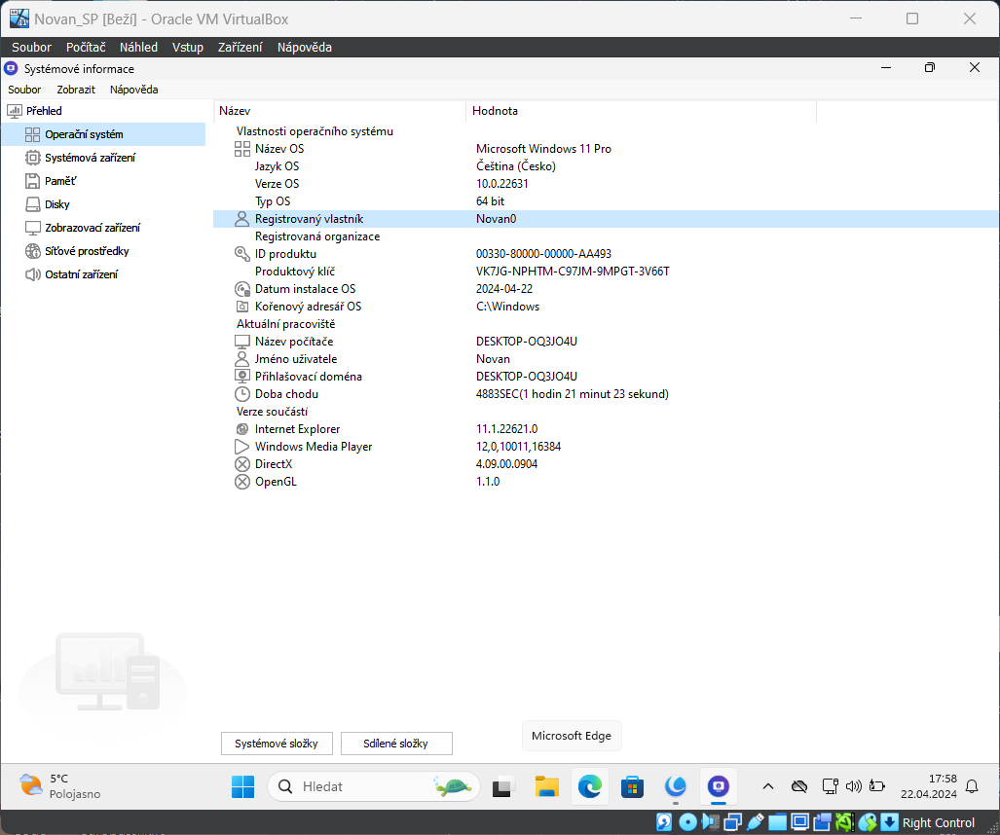 Novan_SP [Beží] - Oracle VM VirtualBox
Soubor Počítač Náhled Vstup Zařízení Nápověda
Systémové informace
Soubor Zobrazit Nápověda
Přehled
Operační systém
Systémová zařízení
Paměť
Disky
Zobrazovací zařízení
Síťové prostředky
Ostatní zařízení
Název Hodnota
Vlastnosti operačního systému
Název OS Microsoft Windows 11 Pro
Jazyk OS Čeština (Česko)
Verze OS 10.0.22631
Typ OS 64 bit
Registrovaný vlastník Novan0
Registrovaná organizace
ID produktu 00330-80000-00000-AA493
Produktový klíč VK7JG-NPHTM-C97JM-9MPGT-3V66T
Datum instalace OS 2024-04-22
Kořenový adresář OS C:\Windows
Aktuální pracoviště
Název počítače DESKTOP-OQ3JO4U
Jméno uživatele Novan
Přihlašovací doména DESKTOP-OQ3JO4U
Doba chodu 4883SEC(1 hodin 21 minut 23 sekund)
Verze součástí
Internet Explorer 11.1.22621.0
Windows Media Player 12,0,10011,16384
DirectX 4.09.00.0904
OpenGL 1.1.0
Systémové složky Sdílené složky
Microsoft Edge
5°C
Polojasno
Hledat
17:58
22.04.2024
Right Control